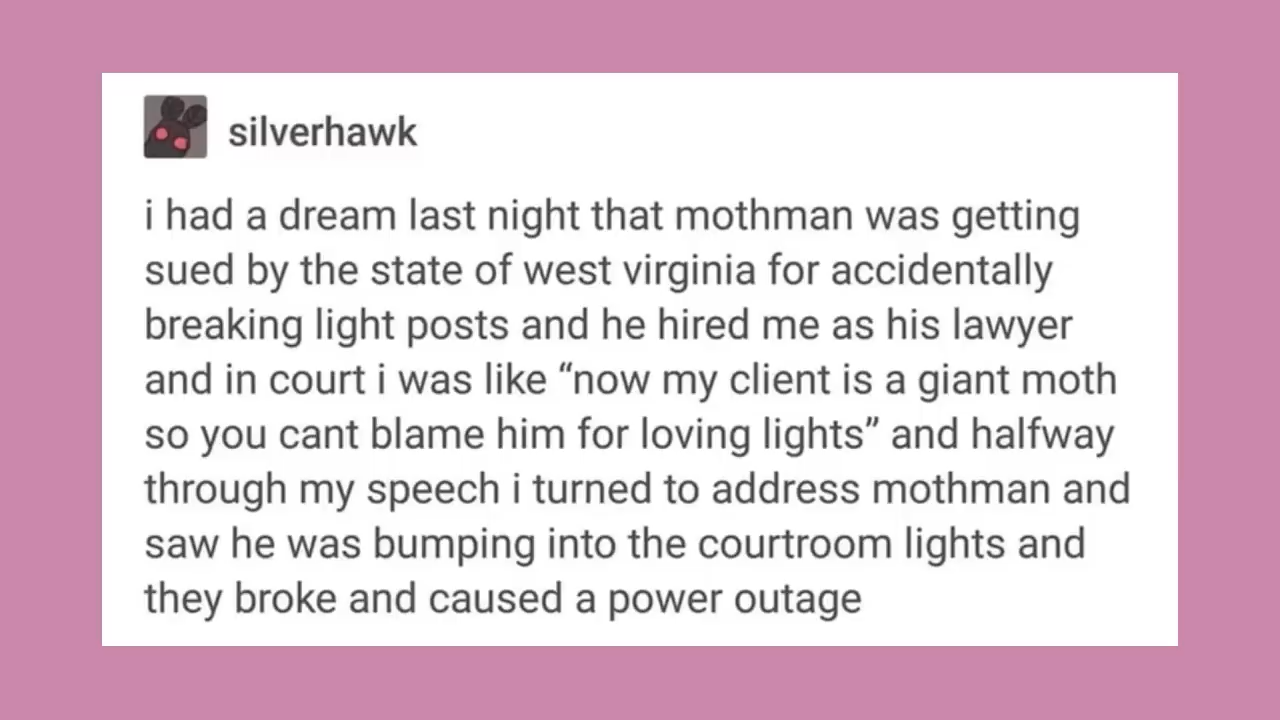 silverhawk
i had a dream last night that mothman was getting
sued by the state of west virginia for accidentally
breaking light posts and he hired me as his lawyer
and in court i was like “now my client is a giant moth
so you cant blame him for loving lights” and halfway
through my speech i turned to address mothman and
saw he was bumping into the courtroom lights and
they broke and caused a power outage